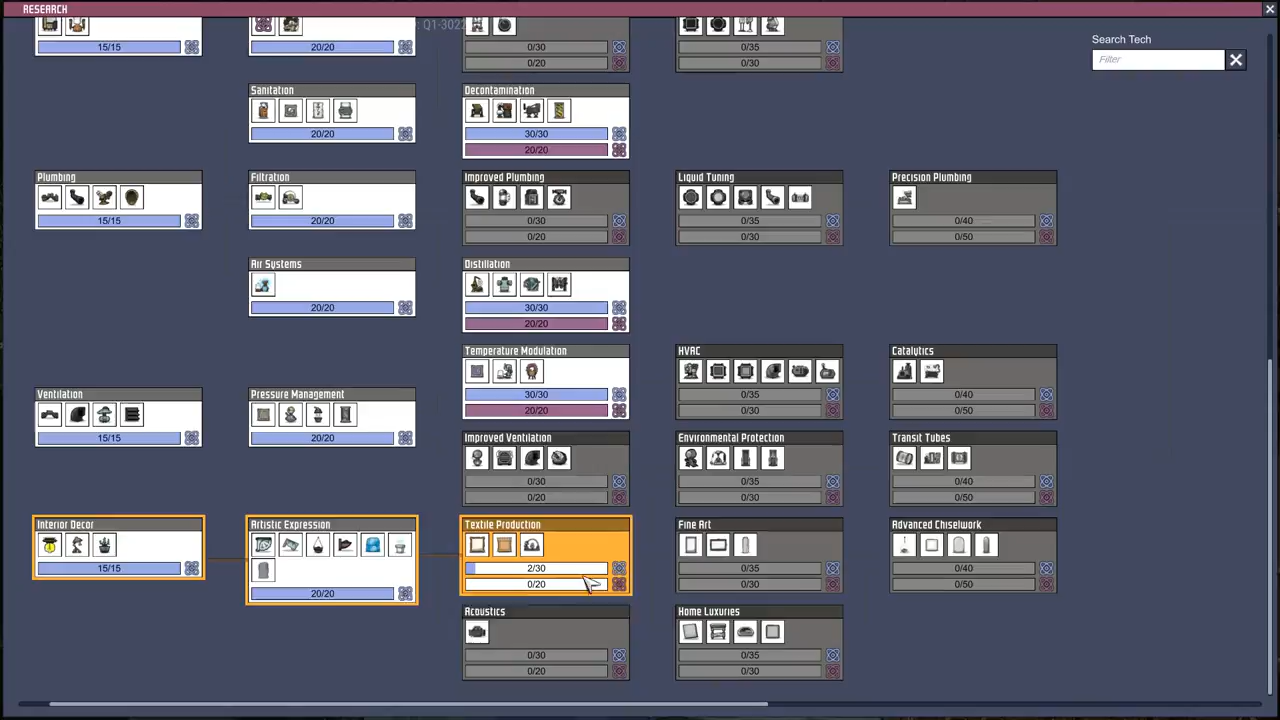 RESEARCH
: Q1-3022
Search Tech
Filter
15/15
20/20
0/30
0/20
0/35
0/30
Sanitation
20/20
Decontamination
30/30
20/20
Plumbing
15/15
Filtration
20/20
Improved Plumbing
0/30
0/20
Liquid Tuning
0/35
0/30
Precision Plumbing
0/40
0/50
Air Systems
20/20
Distillation
30/30
20/20
Temperature Modulation
30/30
20/20
HVAC
0/35
0/30
Catalytics
0/40
0/50
Ventilation
15/15
Pressure Management
20/20
Improved Ventilation
0/30
0/20
Environmental Protection
0/35
0/30
Transit Tubes
0/40
0/50
Interior Decor
15/15
Artistic Expression
20/20
Textile Production
2/30
0/20
Fine Art
0/35
0/30
Advanced Chiselwork
0/40
0/50
Acoustics
0/30
0/20
Home Luxuries
0/35
0/30